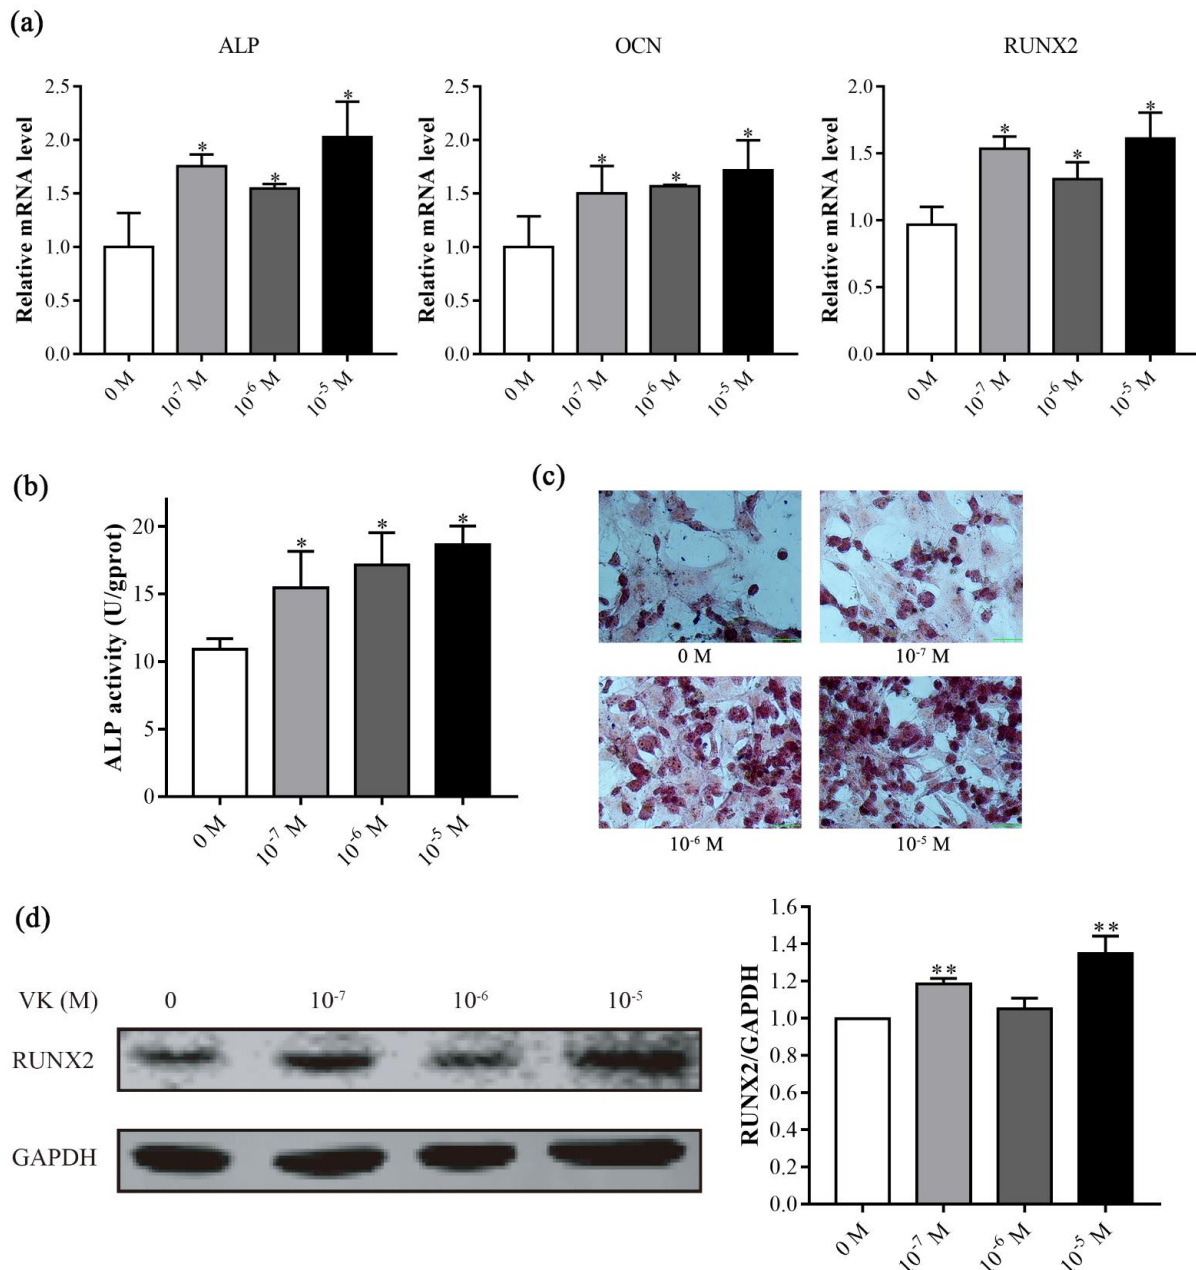 (a)
ALP
OCN
RUNX2
Relative mRNA level
2.5
2.0
1.5
1.0
0.5
0.0
*
*
*
0 M
10⁻⁷ M
10⁻⁶ M
10⁻⁵ M
Relative mRNA level
2.5
2.0
1.5
1.0
0.5
0.0
*
*
*
0 M
10⁻⁷ M
10⁻⁶ M
10⁻⁵ M
Relative mRNA level
2.0
1.5
1.0
0.5
0.0
*
*
*
0 M
10⁻⁷ M
10⁻⁶ M
10⁻⁵ M
(b)
ALP activity (U/gprot)
20
15
10
5
0
*
*
*
0 M
10⁻⁷ M
10⁻⁶ M
10⁻⁵ M
(c)
0 M
10⁻⁷ M
10⁻⁶ M
10⁻⁵ M
(d)
VK (M) 0 10⁻⁷ 10⁻⁶ 10⁻⁵
RUNX2
GAPDH
RUNX2/GAPDH
1.6
1.4
1.2
1.0
0.8
0.6
0.4
0.2
0.0
**
**
0 M
10⁻⁷ M
10⁻⁶ M
10⁻⁵ M